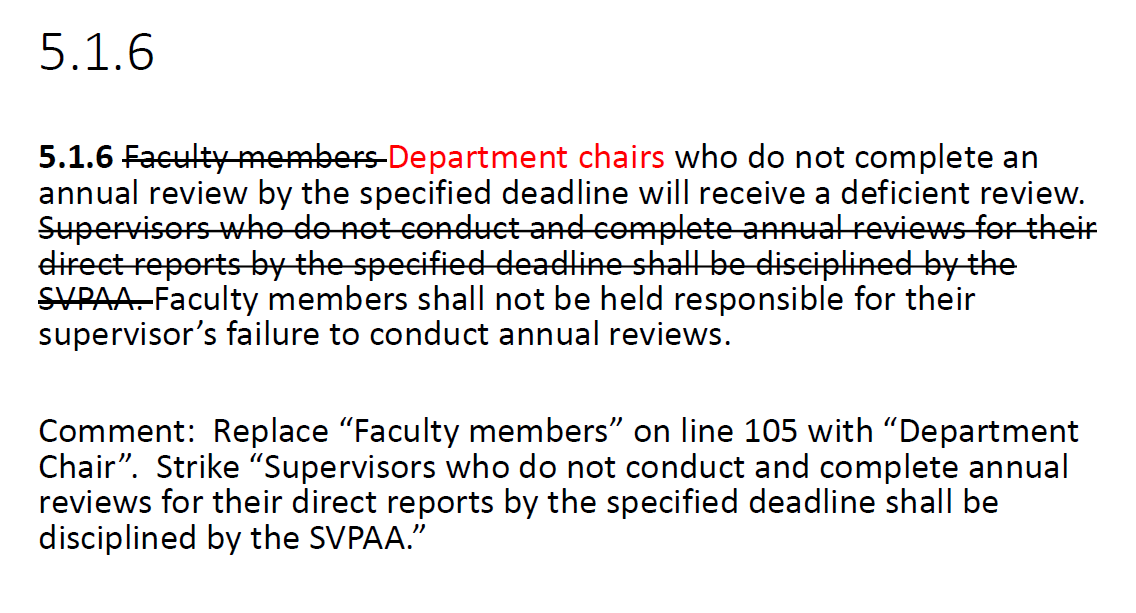 5.1.6
5.1.6 Faculty members Department chairs who do not complete an
annual review by the specified deadline will receive a deficient review.
Supervisors who do not conduct and complete annual reviews for their
direct reports by the specified deadline shall be disciplined by the
SVPAA. Faculty members shall not be held responsible for their
supervisor’s failure to conduct annual reviews.
Comment:  Replace “Faculty members” on line 105 with “Department
Chair”.  Strike “Supervisors who do not conduct and complete annual
reviews for their direct reports by the specified deadline shall be
disciplined by the SVPAA.”